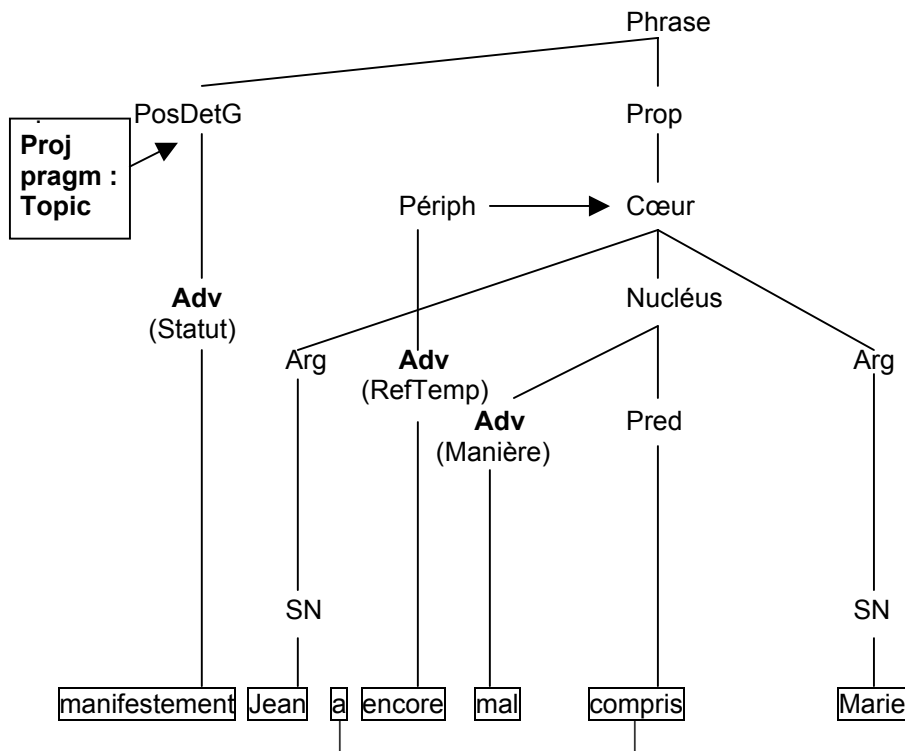 Phrase
PosDetG
Prop
Proj
pragm :
Topic
Périph
Cœur
Adv
(Statut)
Nucléus
Arg
Adv
(RefTemp)
Arg
Adv
(Manière)
Pred
SN
SN
manifestement Jean a encore mal compris Marie